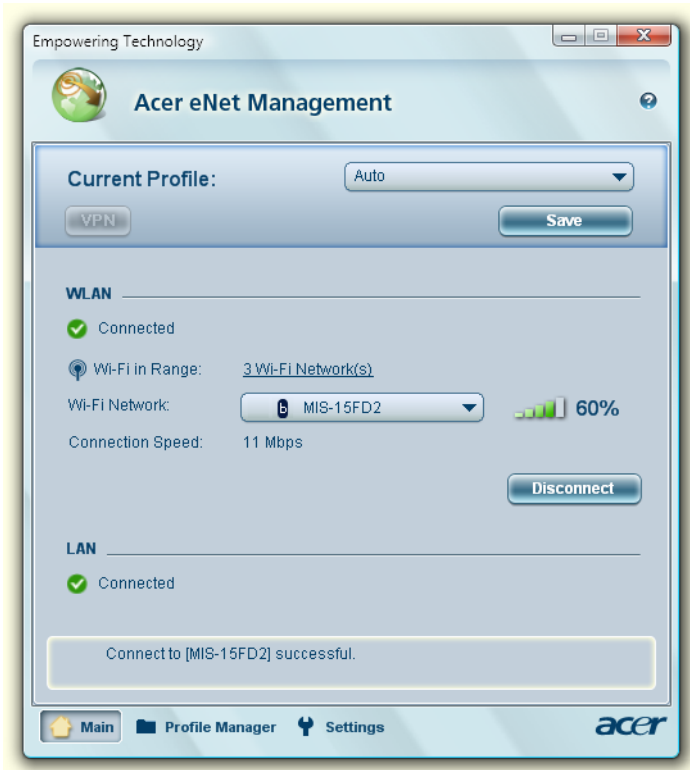 Empowering Technology
Acer eNet Management
Current Profile: Auto
VPN Save
WLAN
Connected
Wi-Fi in Range: 3 Wi-Fi Network(s)
Wi-Fi Network: b MIS-15FD2 60%
Connection Speed: 11 Mbps
Disconnect
LAN
Connected
Connect to [MIS-15FD2] successful.
Main Profile Manager Settings acer